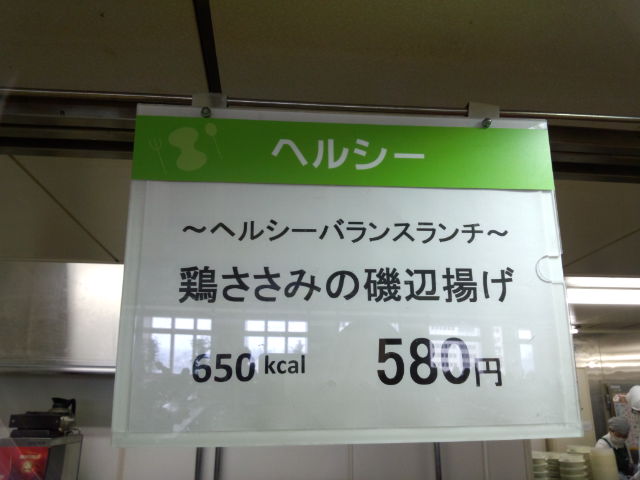 ヘルシー
～ヘルシーバランスランチ～
鶏ささみの磯辺揚げ
650 kcal 580円